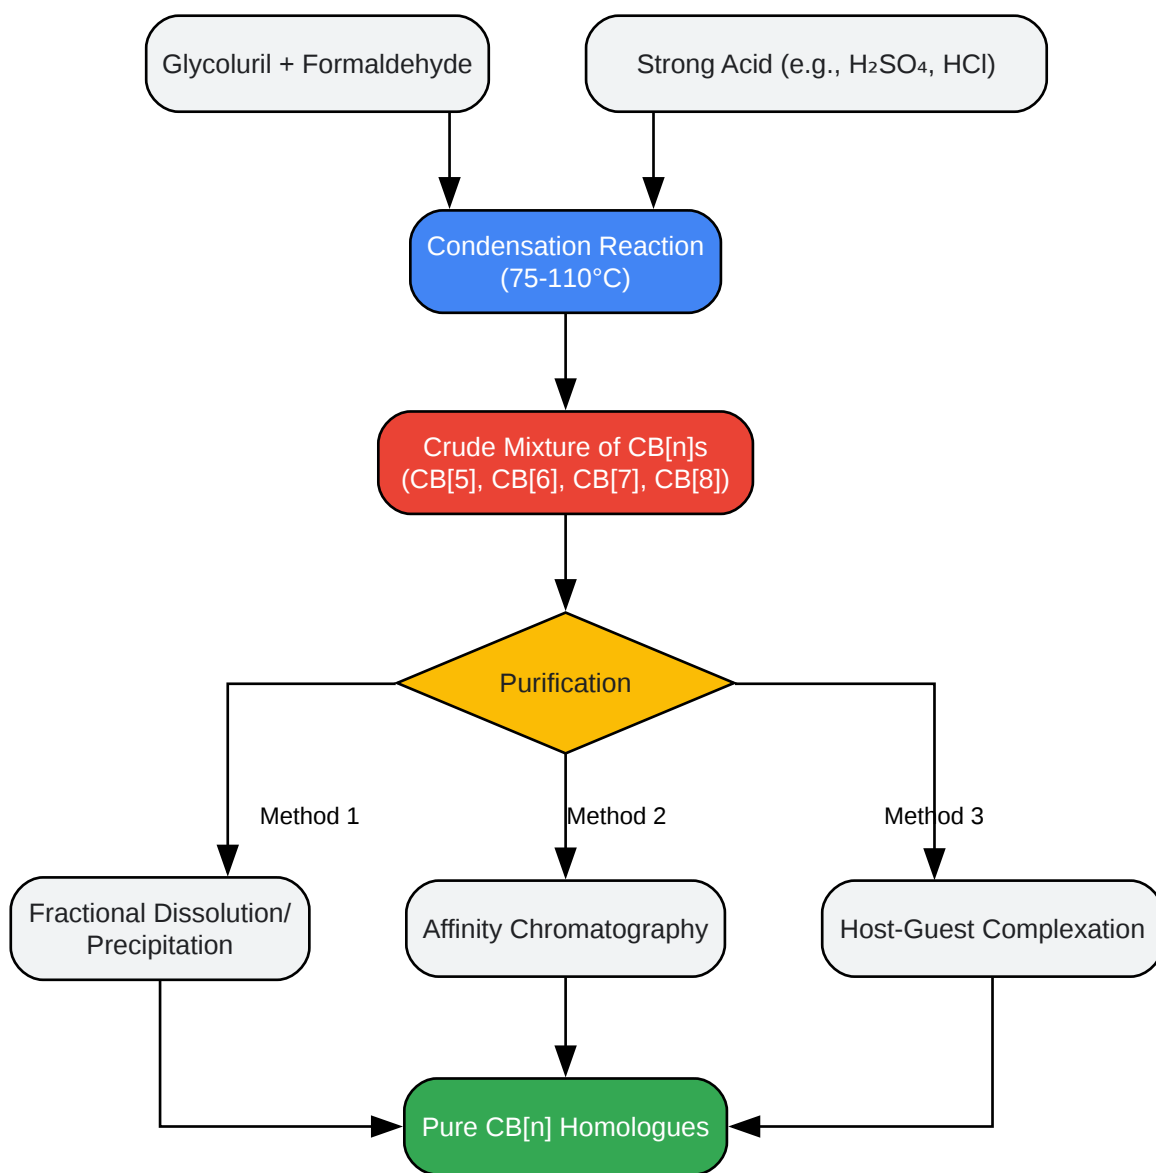 Glycoluril + Formaldehyde
Strong Acid (e.g., H₂SO₄, HCl)
Condensation Reaction
(75-110°C)
Crude Mixture of CB[n]s
(CB[5], CB[6], CB[7], CB[8])
Purification
Method 1
Method 2
Method 3
Fractional Dissolution/
Precipitation
Affinity Chromatography
Host-Guest Complexation
Pure CB[n] Homologues